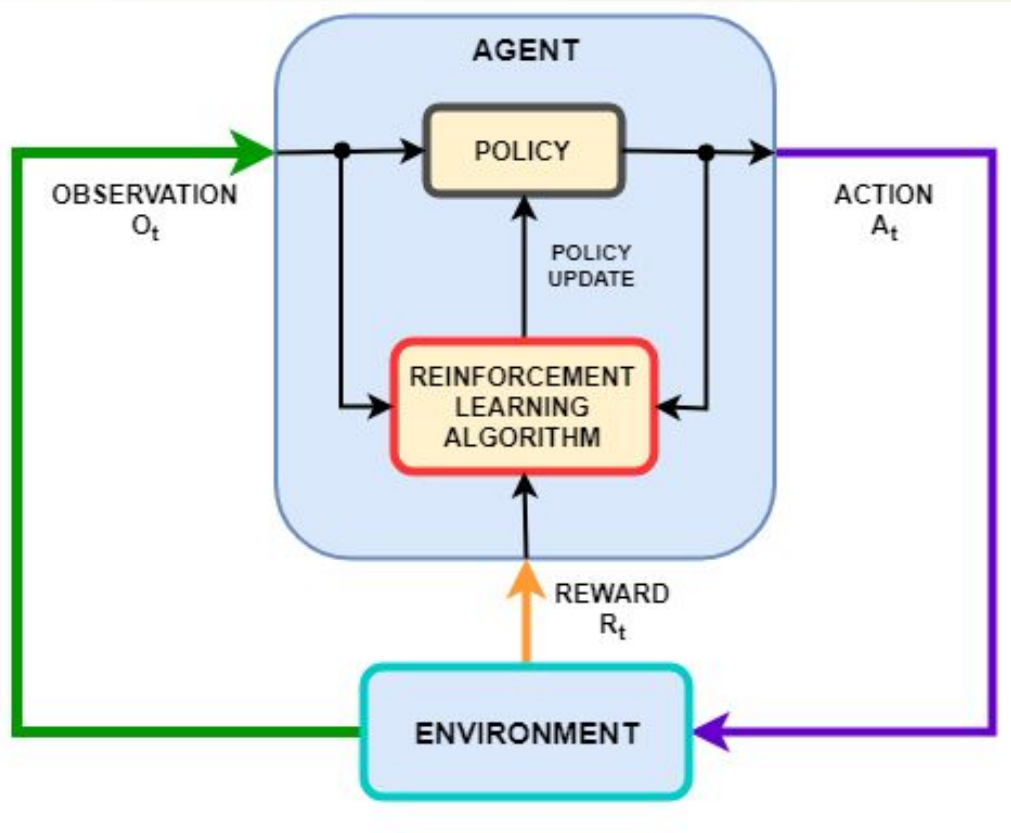 AGENT
POLICY
OBSERVATION
Oₜ
ACTION
Aₜ
POLICY
UPDATE
REINFORCEMENT
LEARNING
ALGORITHM
REWARD
Rₜ
ENVIRONMENT